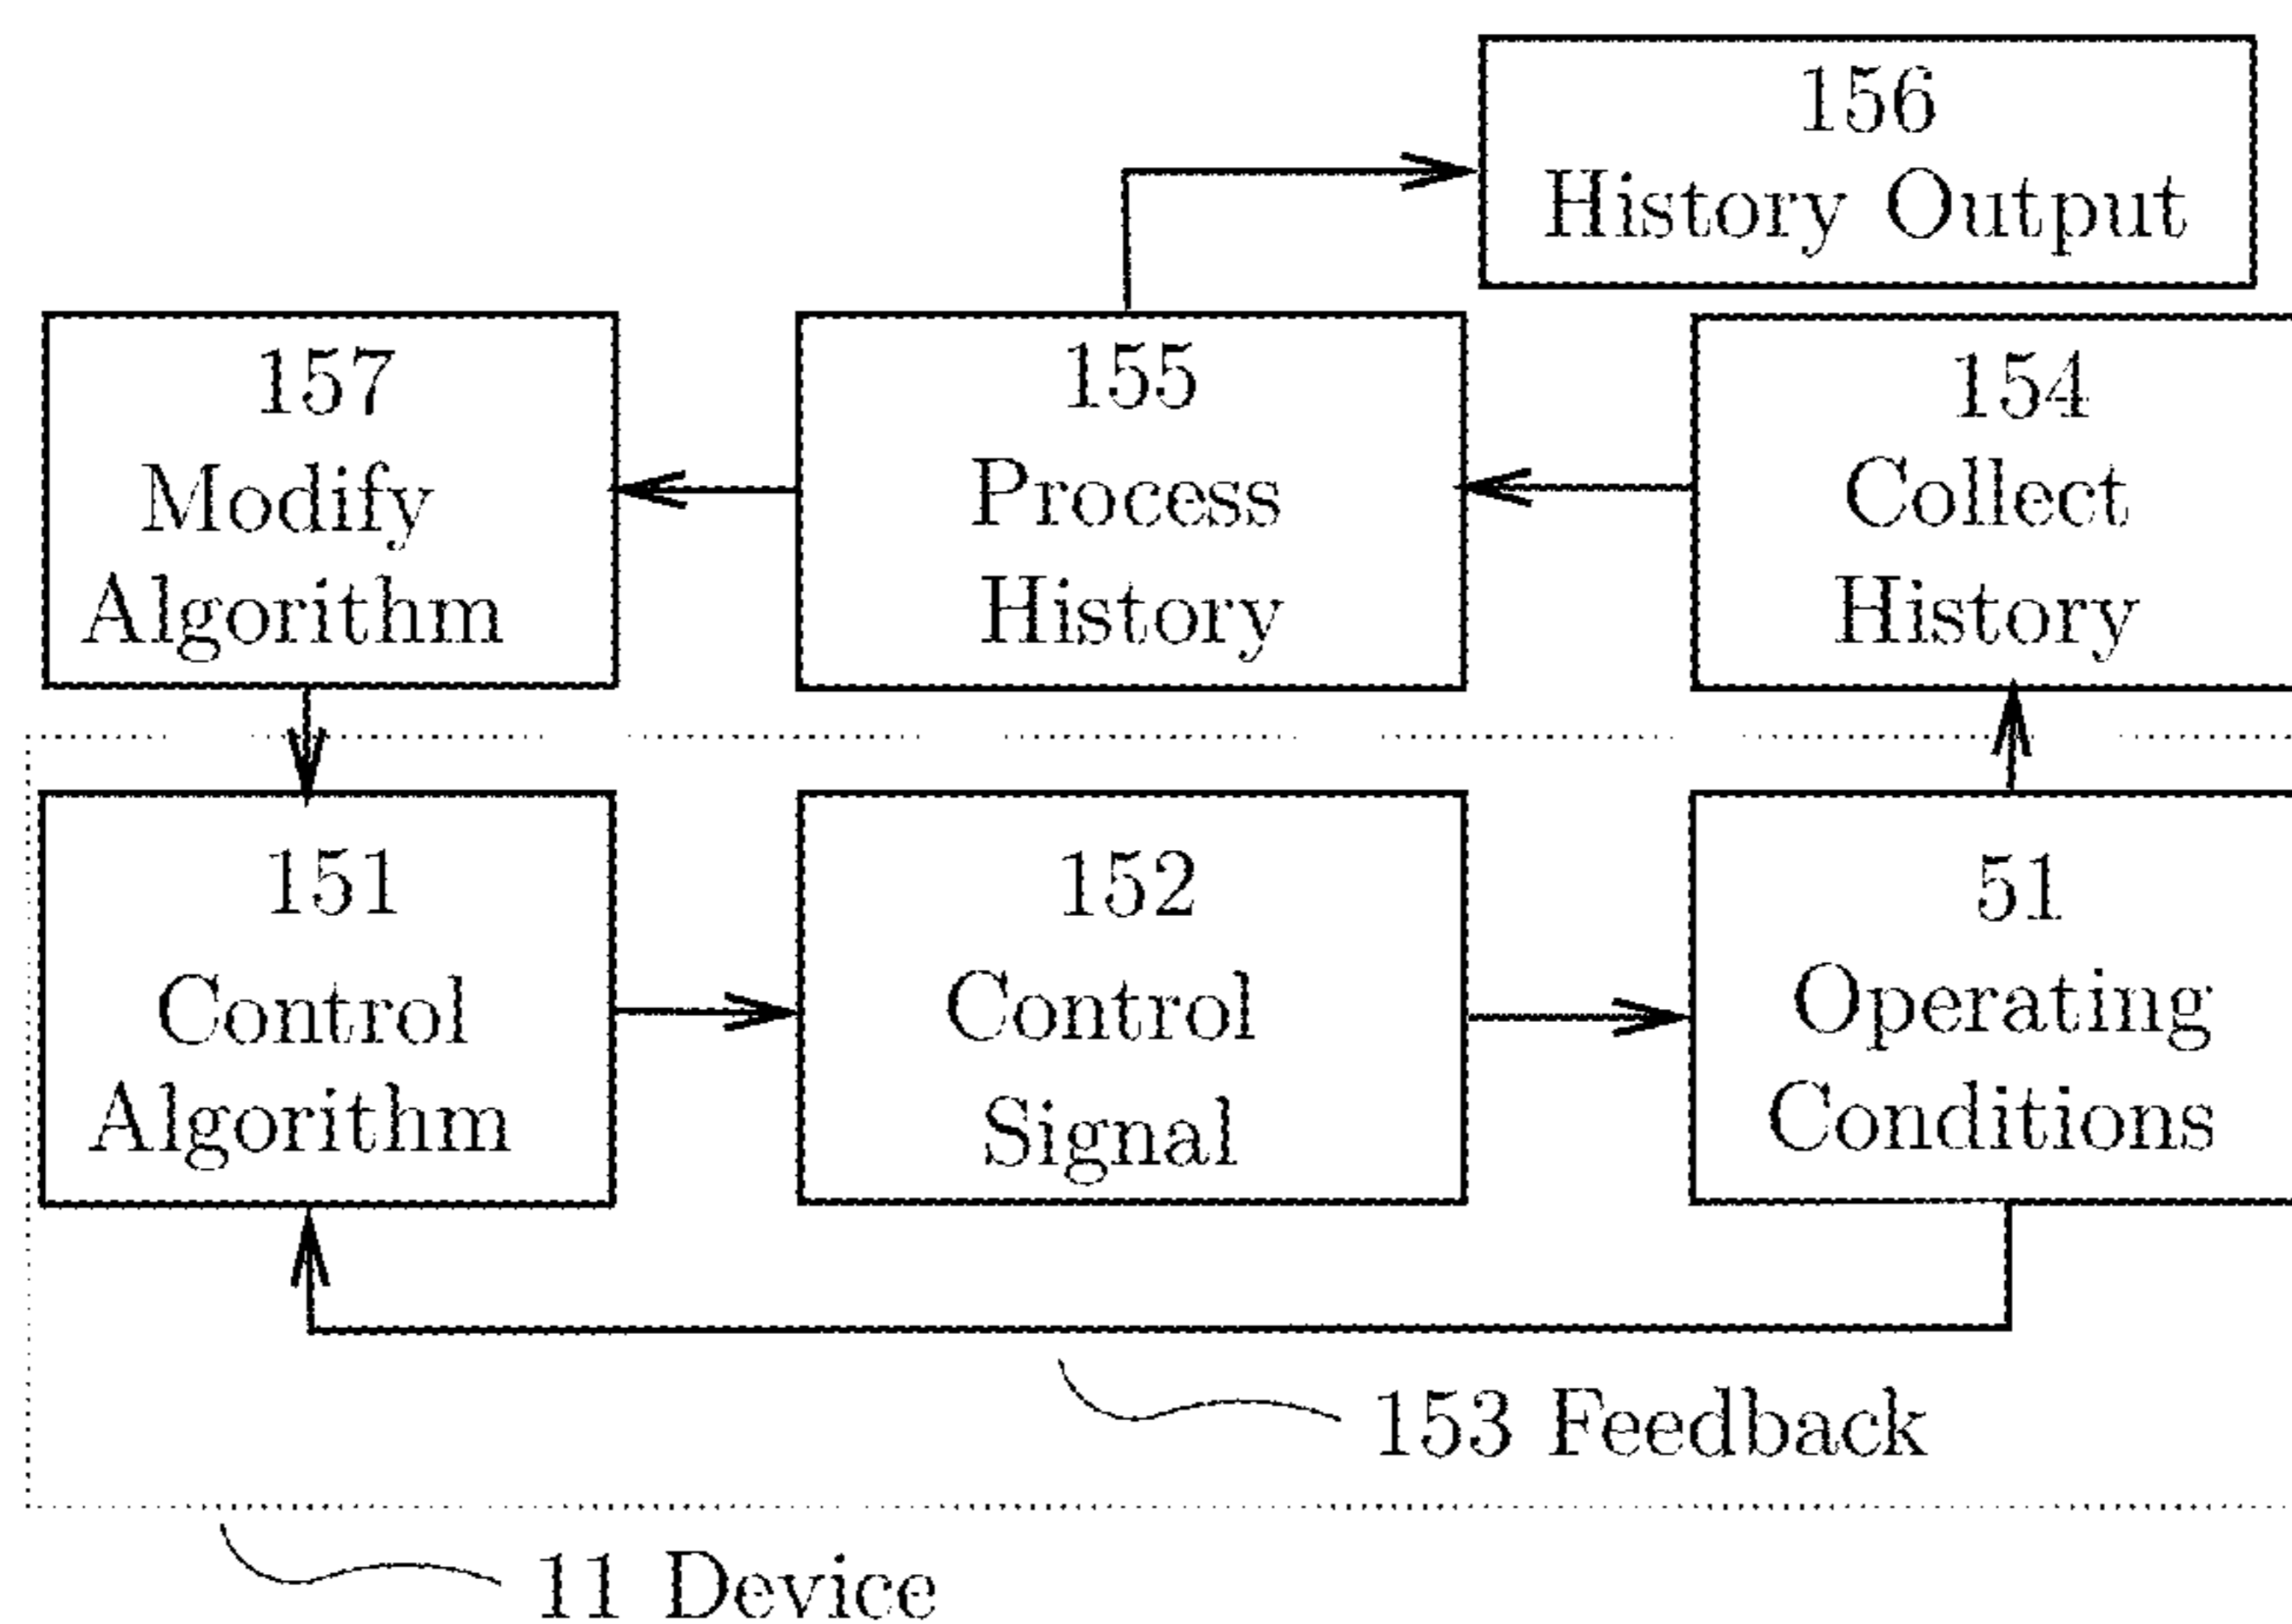 156
History Output
157
Modify
Algorithm
155
Process
History
154
Collect
History
151
Control
Algorithm
152
Control
Signal
51
Operating
Conditions
153 Feedback
11 Device